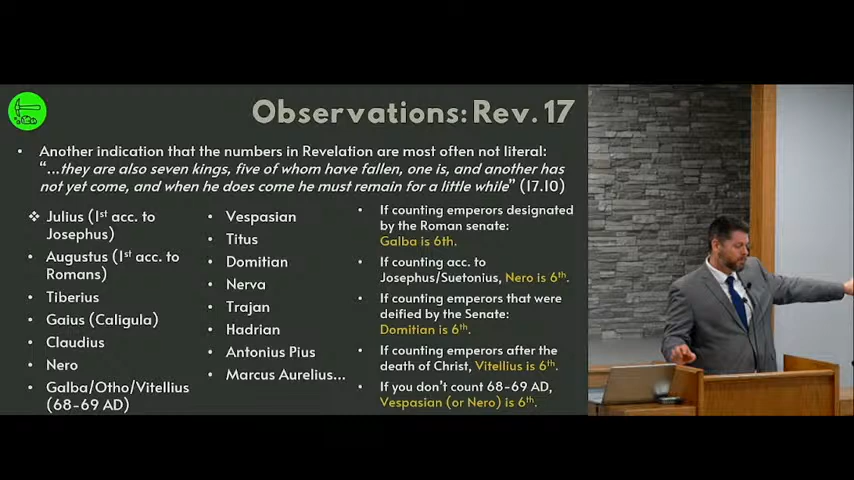 Observations: Rev. 17
• Another indication that the numbers in Revelation are most often not literal:
“…they are also seven kings, five of whom have fallen, one is, and another has
not yet come, and when he does come he must remain for a little while” (17.10)
❖ Julius (1st acc. to
Josephus)
• Augustus (1st acc. to
Romans)
• Tiberius
• Gaius (Caligula)
• Claudius
• Nero
• Galba/Otho/Vitellius
(68-69 AD)
• Vespasian
• Titus
• Domitian
• Nerva
• Trajan
• Hadrian
• Antonius Pius
• Marcus Aurelius…
• If counting emperors designated
by the Roman senate:
Galba is 6th.
• If counting acc. to
Josephus/Suetonius, Nero is 6th.
• If counting emperors that were
deified by the Senate:
Domitian is 6th.
• If counting emperors after the
death of Christ, Vitellius is 6th.
• If you don't count 68-69 AD,
Vespasian (or Nero) is 6th.